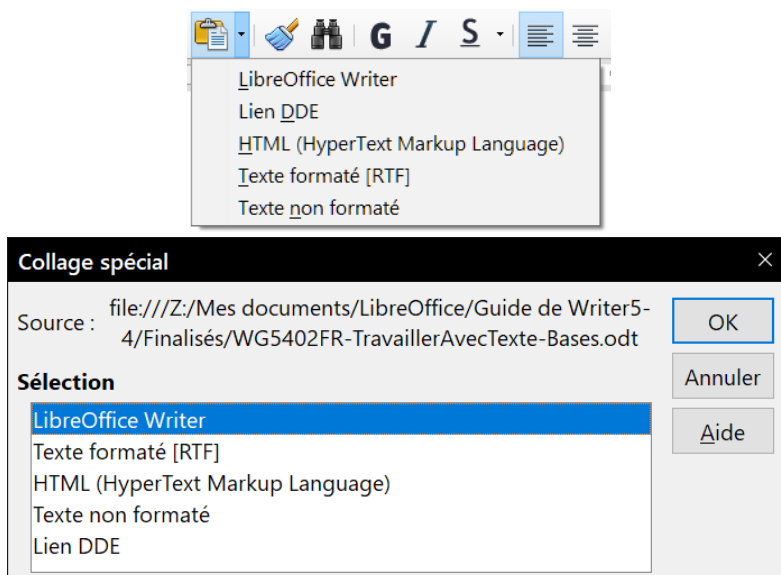 G I S
LibreOffice Writer
Lien DDE
HTML (HyperText Markup Language)
Texte formaté [RTF]
Texte non formaté
Collage spécial
Source : file:///Z:/Mes documents/LibreOffice/Guide de Writer5-
4/Finalisés/WG5402FR-TravaillerAvecTexte-Bases.odt
OK
Sélection
Annuler
LibreOffice Writer
Aide
Texte formaté [RTF]
HTML (HyperText Markup Language)
Texte non formaté
Lien DDE